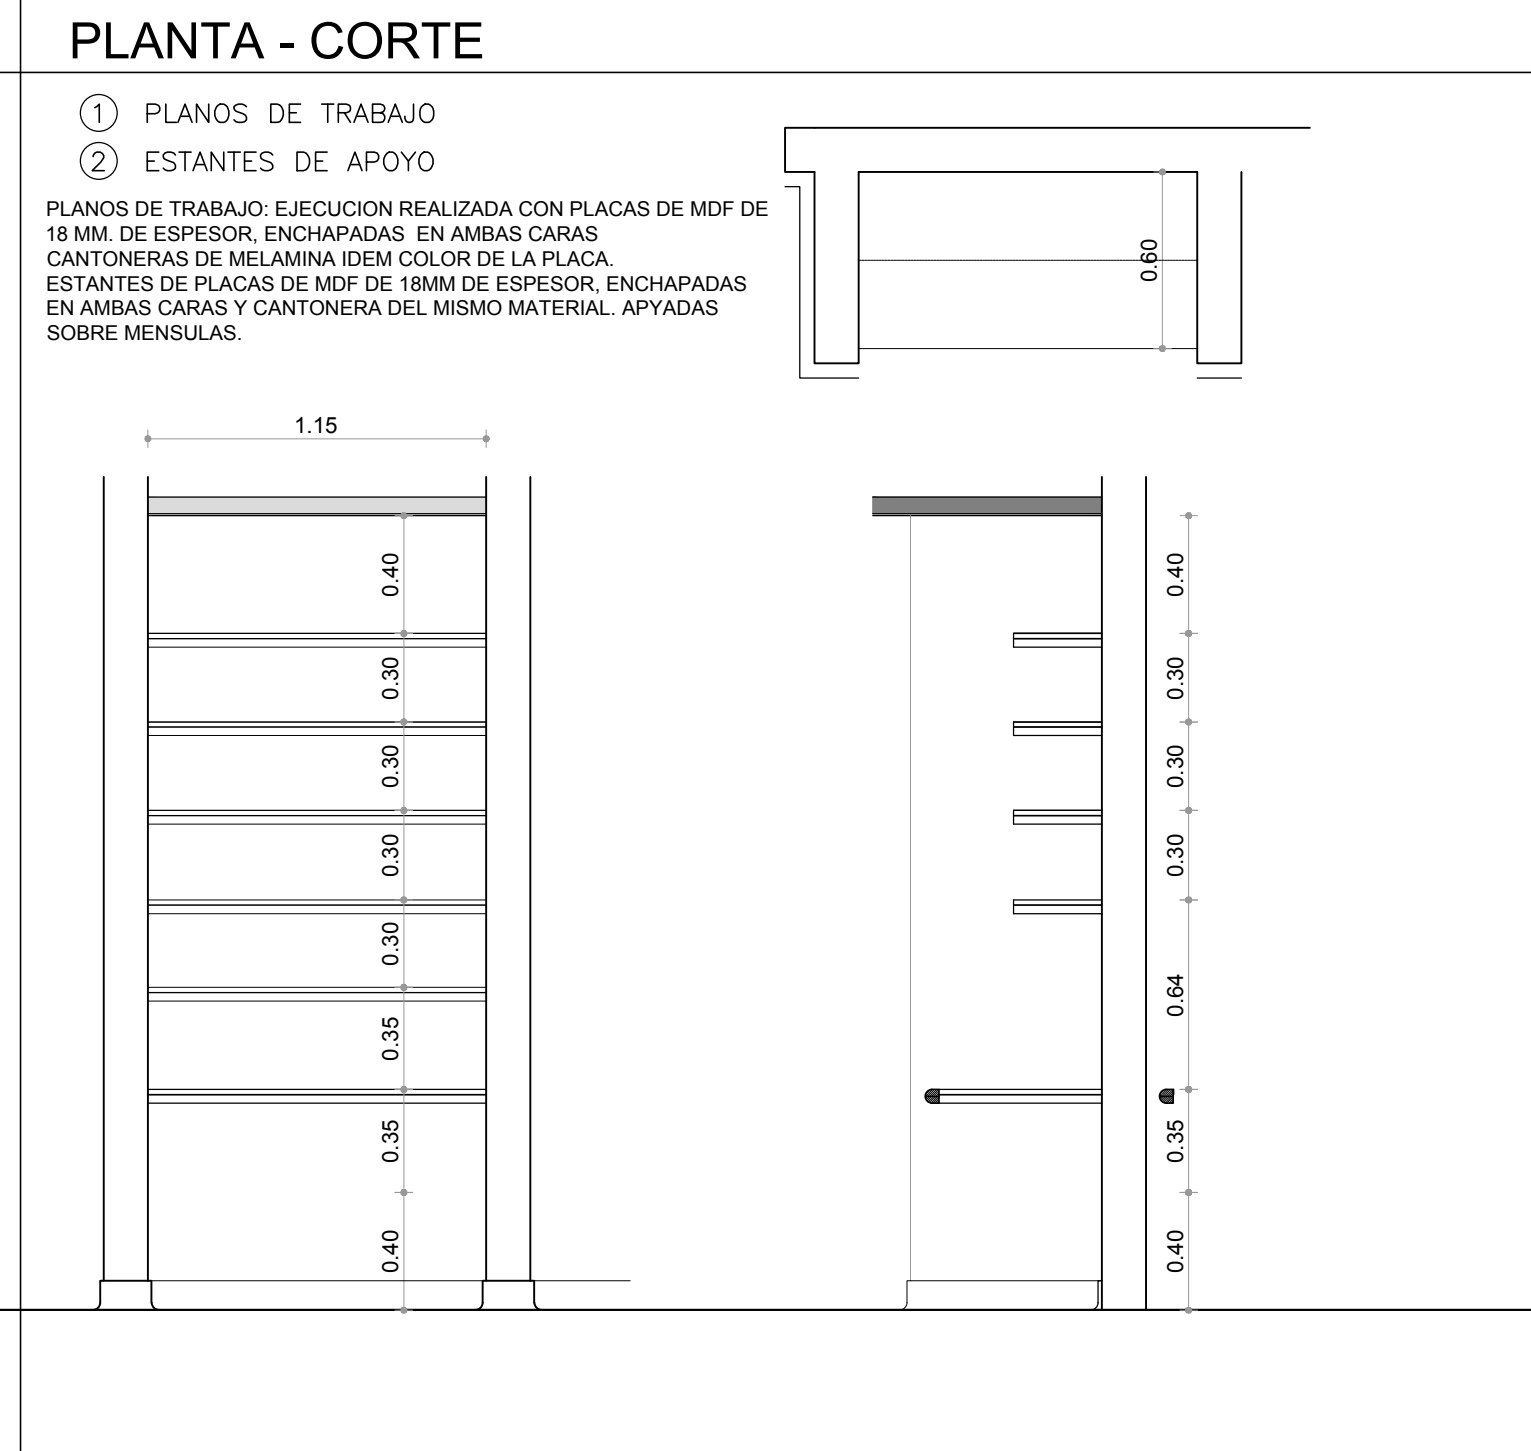 PLANTA - CORTE
1 PLANOS DE TRABAJO
2 ESTANTES DE APOYO
PLANOS DE TRABAJO: EJECUCION REALIZADA CON PLACAS DE MDF DE
18 MM. DE ESPESOR, ENCHAPADAS EN AMBAS CARAS
CANTONERAS DE MELAMINA IDEM COLOR DE LA PLACA.
ESTANTES DE PLACAS DE MDF DE 18MM DE ESPESOR, ENCHAPADAS
EN AMBAS CARAS Y CANTONERA DEL MISMO MATERIAL. APYADAS
SOBRE MENSULAS.
0.60
1.15
0.40
0.30
0.30
0.30
0.30
0.35
0.35
0.40
0.40
0.30
0.30
0.30
0.64
0.35
0.40